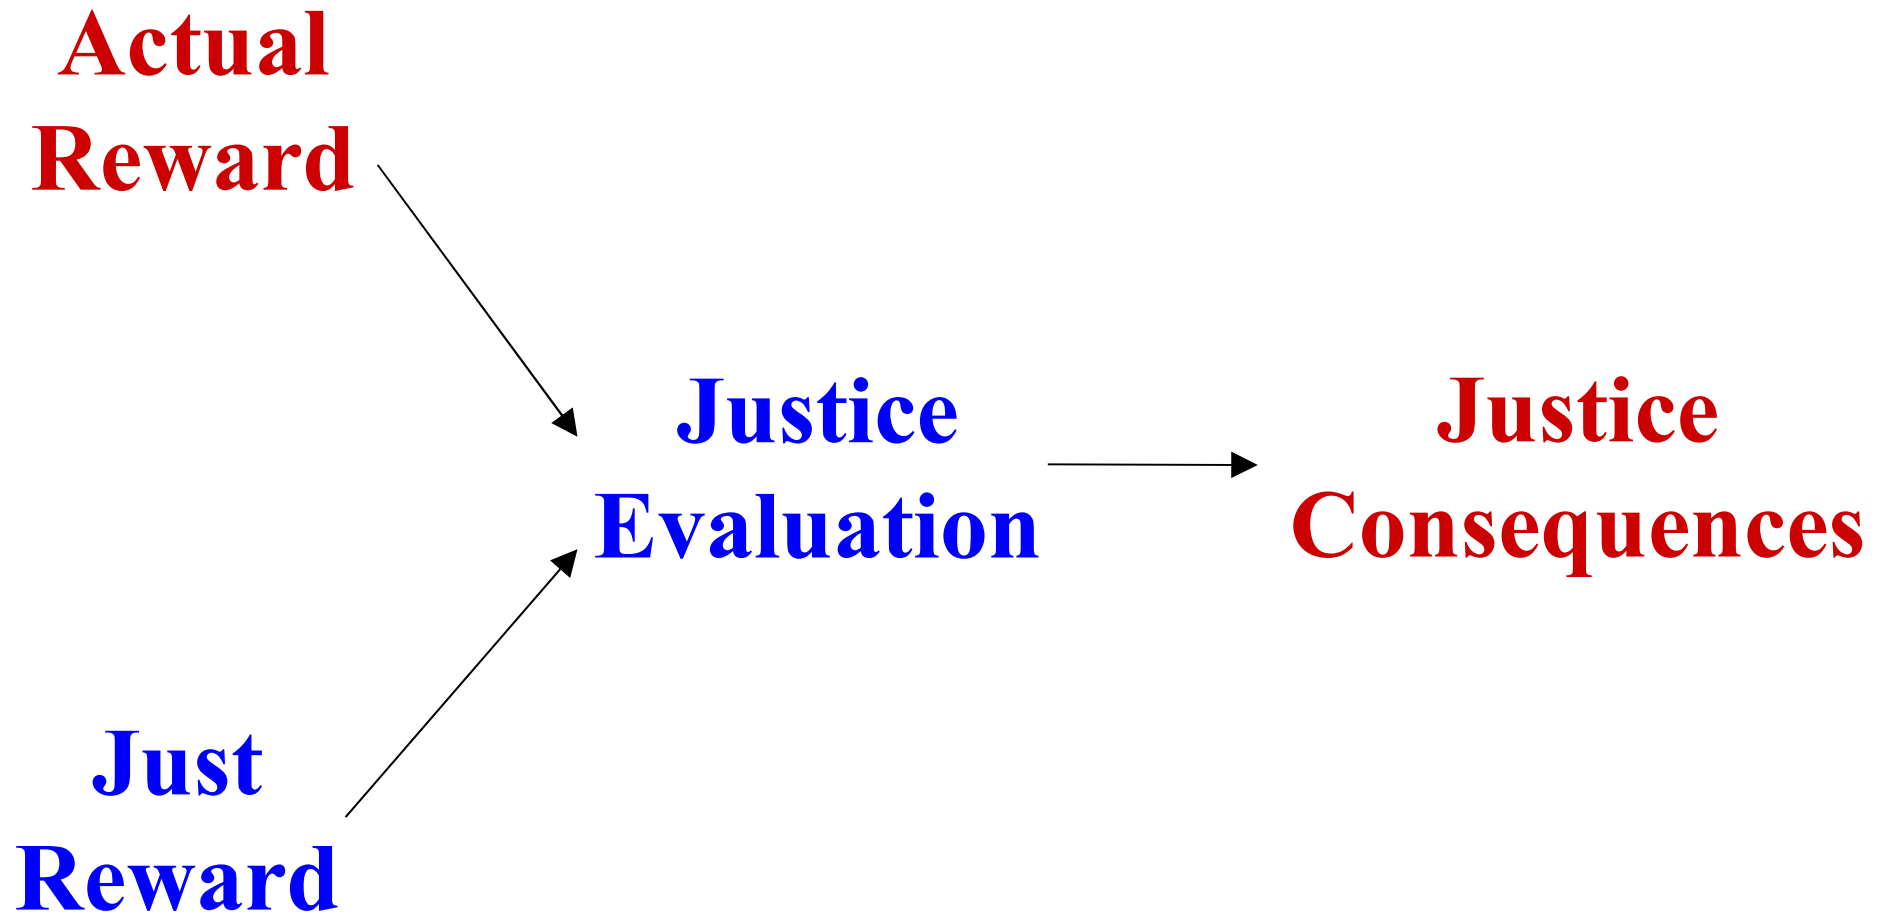 Actual
Reward
Justice
Evaluation
Justice
Consequences
Just
Reward